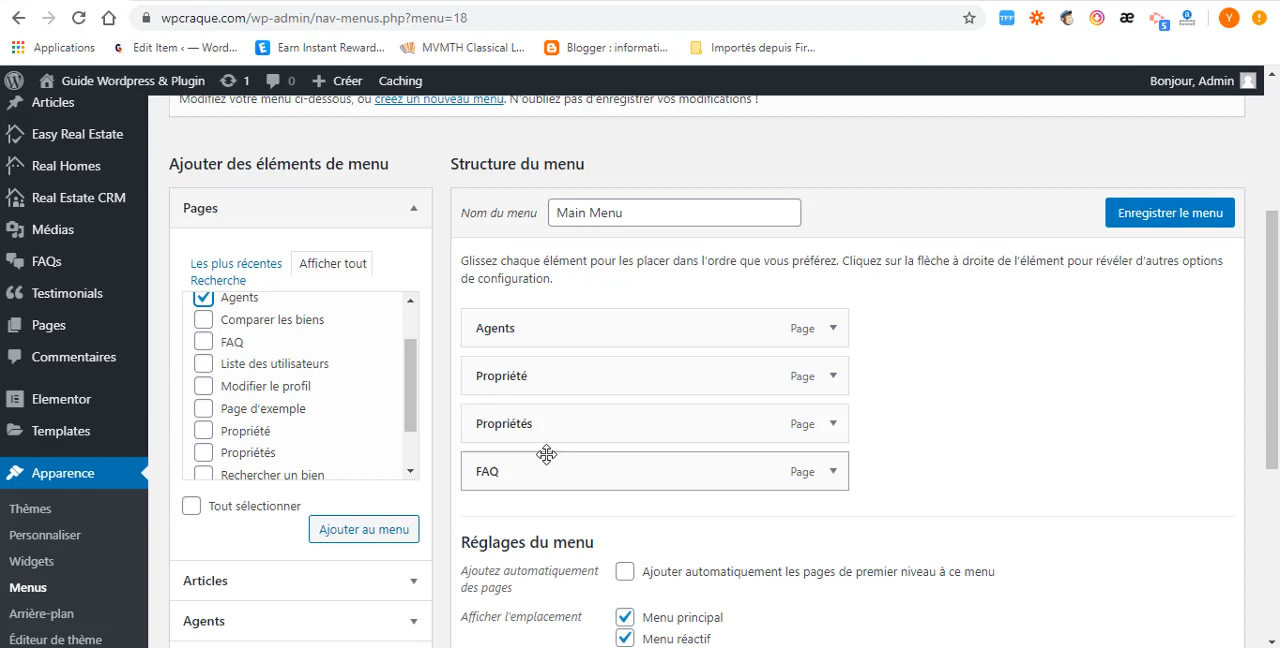 wpcraque.com/wp-admin/nav-menus.php?menu=18
TFF
æ
5
Y
Applications
G Edit Item ‹ — Word...
Earn Instant Reward...
MVMTH Classical L...
Blogger : informati...
Importés depuis Fir...
Guide Wordpress & Plugin
1
0
Créer
Caching
Bonjour, Admin
Articles
Easy Real Estate
Real Homes
Real Estate CRM
Médias
FAQs
Testimonials
Pages
Commentaires
Elementor
Templates
Apparence
Thèmes
Personnaliser
Widgets
Menus
Arrière-plan
Éditeur de thème
Modifiez votre menu ci-dessous, ou créez un nouveau menu. N'oubliez pas d'enregistrer vos modifications !
Ajouter des éléments de menu
Pages
Les plus récentes
Afficher tout
Recherche
Agents
Comparer les biens
FAQ
Liste des utilisateurs
Modifier le profil
Page d'exemple
Propriété
Propriétés
Rechercher un bien
Tout sélectionner
Ajouter au menu
Articles
Agents
Structure du menu
Nom du menu
Main Menu
Enregistrer le menu
Glissez chaque élément pour les placer dans l'ordre que vous préférez. Cliquez sur la flèche à droite de l'élément pour révéler d'autres options
de configuration.
Agents Page
Propriété Page
Propriétés Page
FAQ Page
Réglages du menu
Ajoutez automatiquement
des pages
Ajouter automatiquement les pages de premier niveau à ce menu
Afficher l'emplacement
Menu principal
Menu réactif